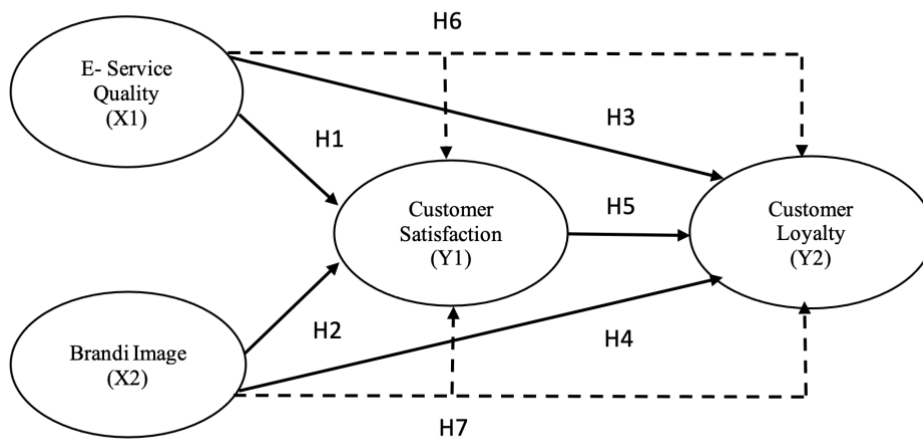 H6
E- Service
Quality
(X1)
H3
H1
Customer
Satisfaction
(Y1)
H5
Customer
Loyalty
(Y2)
H2
H4
Brandi Image
(X2)
H7